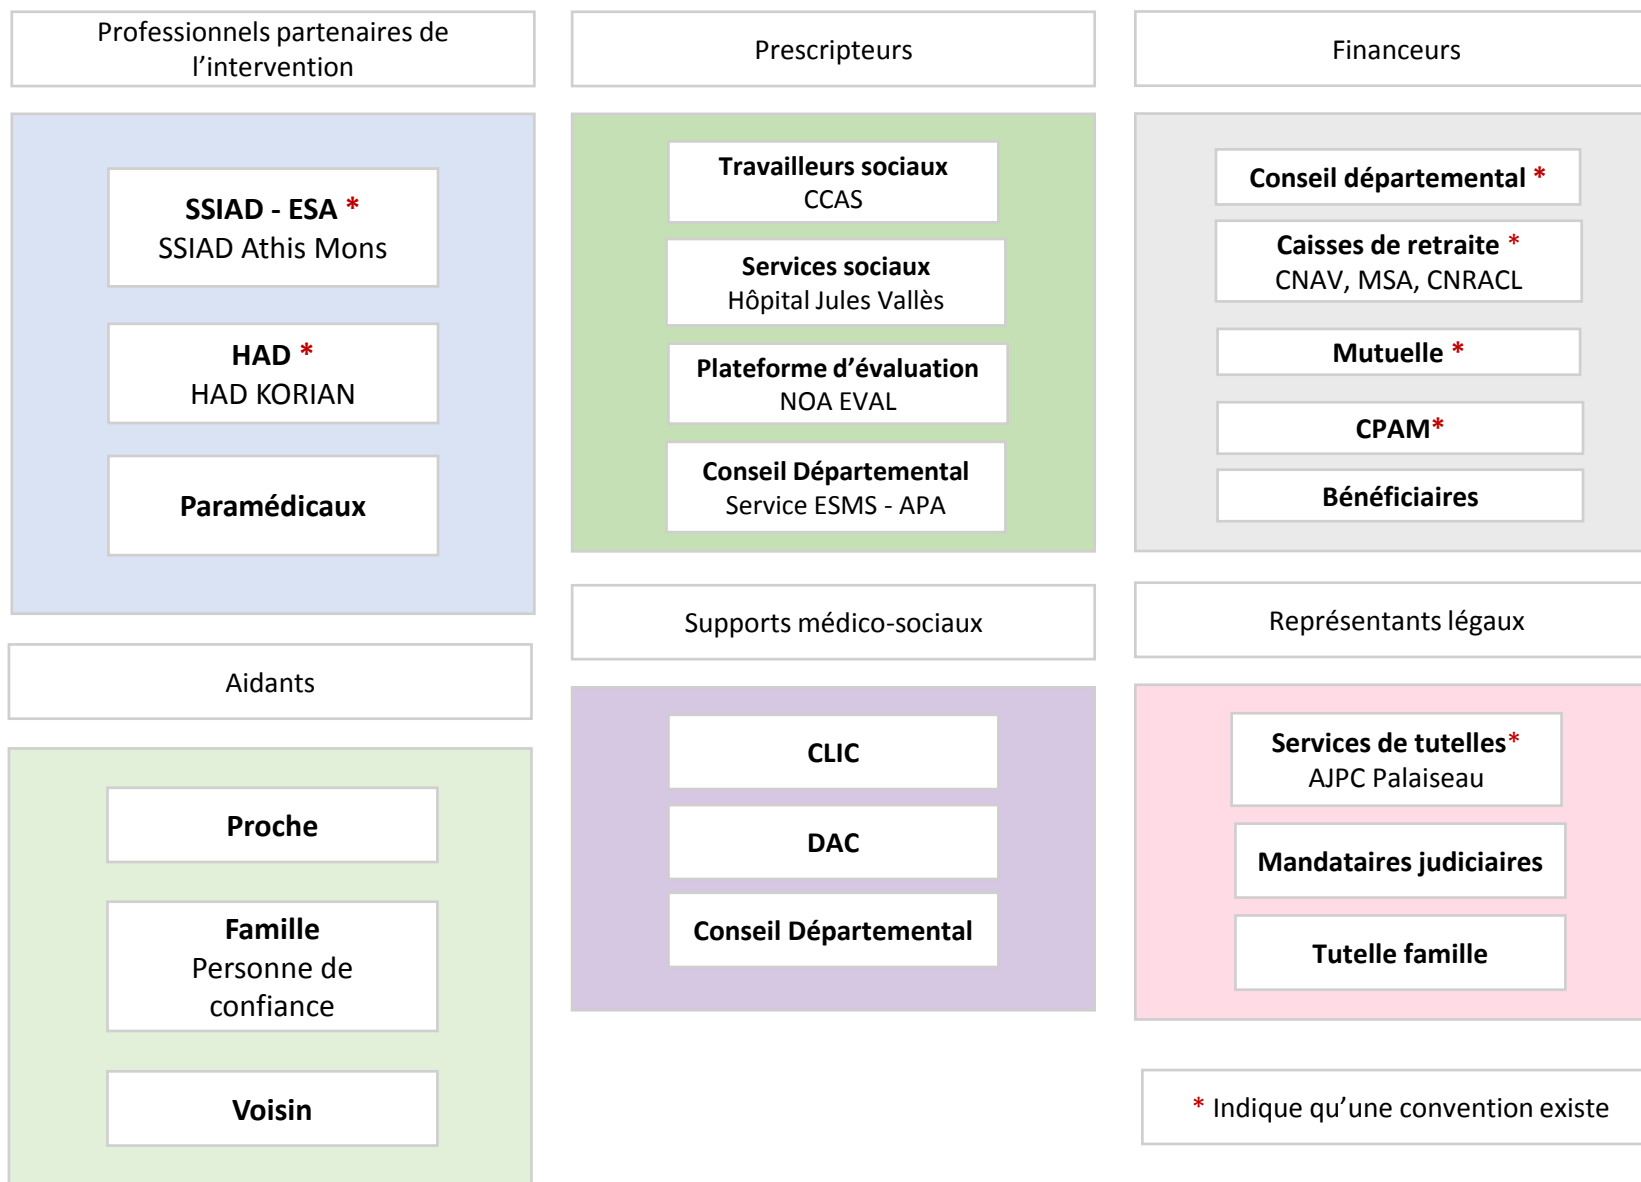 Professionnels partenaires de
l’intervention
SSIAD - ESA *
SSIAD Athis Mons
HAD *
HAD KORIAN
Paramédicaux
Aidants
Proche
Famille
Personne de
confiance
Voisin
Prescripteurs
Travailleurs sociaux
CCAS
Services sociaux
Hôpital Jules Vallès
Plateforme d’évaluation
NOA EVAL
Conseil Départemental
Service ESMS - APA
Supports médico-sociaux
CLIC
DAC
Conseil Départemental
Financeurs
Conseil départemental *
Caisses de retraite *
CNAV, MSA, CNRACL
Mutuelle *
CPAM*
Bénéficiaires
Représentants légaux
Services de tutelles*
AJPC Palaiseau
Mandataires judiciaires
Tutelle famille
* Indique qu’une convention existe